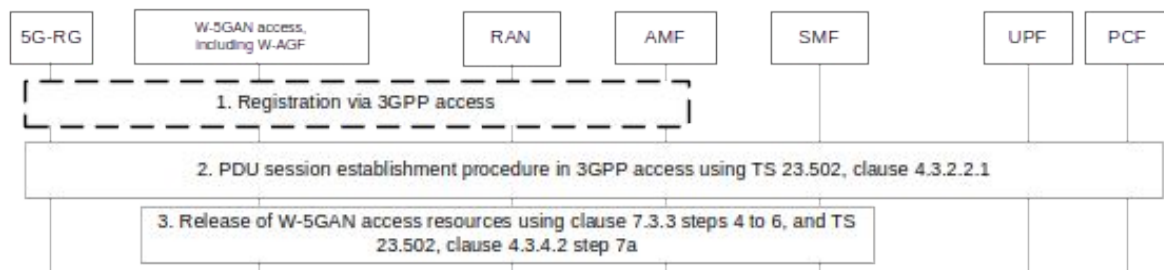 5G-RG
W-5GAN access,
including W-AGF
RAN
AMF
SMF
UPF
PCF
1. Registration via 3GPP access
2. PDU session establishment procedure in 3GPP access using TS 23.502, clause 4.3.2.2.1
3. Release of W-5GAN access resources using clause 7.3.3 steps 4 to 6, and TS
23.502, clause 4.3.4.2 step 7a